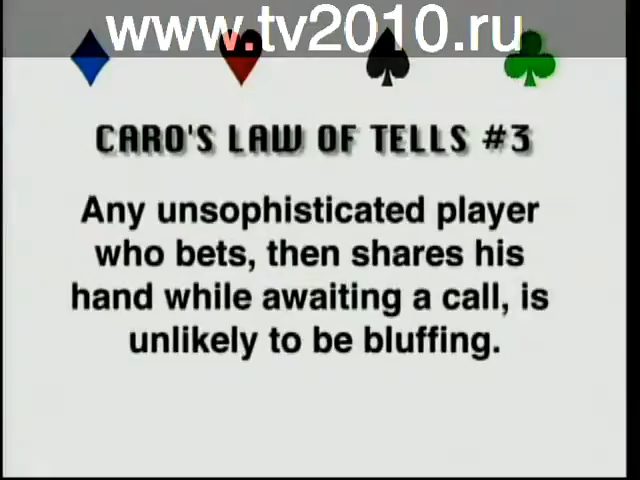 www.tv2010.ru
CARO'S LAW OF TELLS #3
Any unsophisticated player
who bets, then shares his
hand while awaiting a call, is
unlikely to be bluffing.